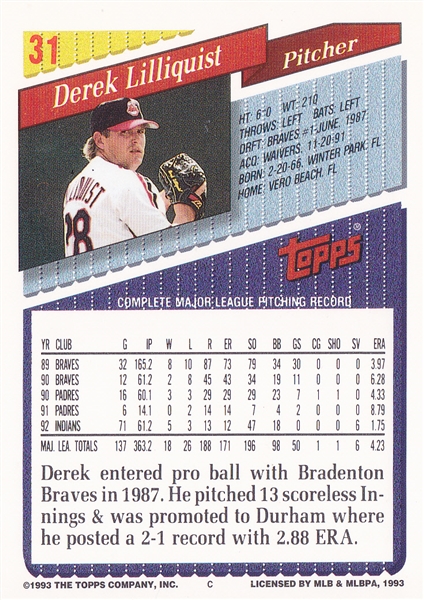 31
Derek Lilliquist
Pitcher
HT: 6'0 WT: 210
THROWS: LEFT BATS: LEFT
DRFT: BRAVES #1-JUNE, 1987
ACQ: WAIVERS, 11-20-91
BORN: 2-20-66, WINTER PARK, FL
HOME: VERO BEACH, FL
LLIQUIST
28
Topps®
COMPLETE MAJOR LEAGUE PITCHING RECORD
YR CLUB G IP W L R ER SO BB GS CG SHO SV ERA
89 BRAVES 32 165.2 8 10 87 73 79 34 30 0 0 0 3.97
90 BRAVES 12 61.2 2 8 45 43 34 19 11 0 0 0 6.28
90 PADRES 16 60.1 3 3 29 29 29 23 7 1 1 0 4.33
91 PADRES 6 14.1 0 2 14 14 7 4 2 0 0 0 8.79
92 INDIANS 71 61.2 5 3 13 12 47 18 0 0 0 6 1.75
MAJ. LEA. TOTALS 137 363.2 18 26 188 171 196 98 50 1 1 6 4.23
Derek entered pro ball with Bradenton
Braves in 1987. He pitched 13 scoreless In-
nings & was promoted to Durham where
he posted a 2-1 record with 2.88 ERA.
©1993 THE TOPPS COMPANY, INC. C LICENSED BY MLB & MLBPA, 1993